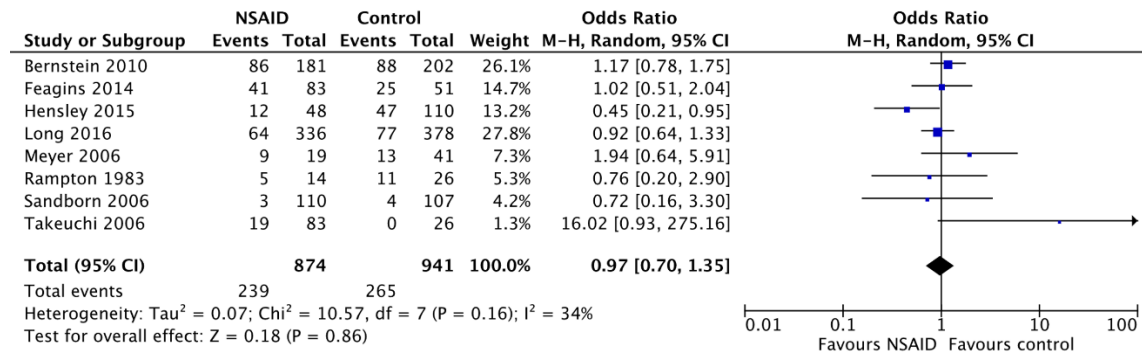 NSAID Control Odds Ratio Odds Ratio
Study or Subgroup Events Total Events Total Weight M-H, Random, 95% CI M-H, Random, 95% CI
Bernstein 2010 86 181 88 202 26.1% 1.17 [0.78, 1.75]
Feagins 2014 41 83 25 51 14.7% 1.02 [0.51, 2.04]
Hensley 2015 12 48 47 110 13.2% 0.45 [0.21, 0.95]
Long 2016 64 336 77 378 27.8% 0.92 [0.64, 1.33]
Meyer 2006 9 19 13 41 7.3% 1.94 [0.64, 5.91]
Rampton 1983 5 14 11 26 5.3% 0.76 [0.20, 2.90]
Sandborn 2006 3 110 4 107 4.2% 0.72 [0.16, 3.30]
Takeuchi 2006 19 83 0 26 1.3% 16.02 [0.93, 275.16]
Total (95% CI) 874 941 100.0% 0.97 [0.70, 1.35]
Total events 239 265
Heterogeneity: Tau² = 0.07; Chi² = 10.57, df = 7 (P = 0.16); I² = 34%
Test for overall effect: Z = 0.18 (P = 0.86)
0.01 0.1 1 10 100
Favours NSAID Favours control